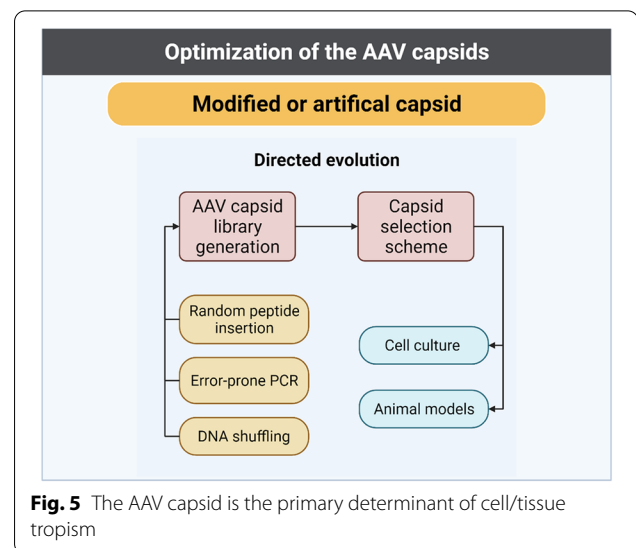 Optimization of the AAV capsids
Modified or artifical capsid
Directed evolution
AAV capsid
library
generation
Capsid
selection
scheme
Random peptide
insertion
Error-prone PCR
DNA shuffling
Cell culture
Animal models
Fig. 5 The AAV capsid is the primary determinant of cell/tissue
tropism